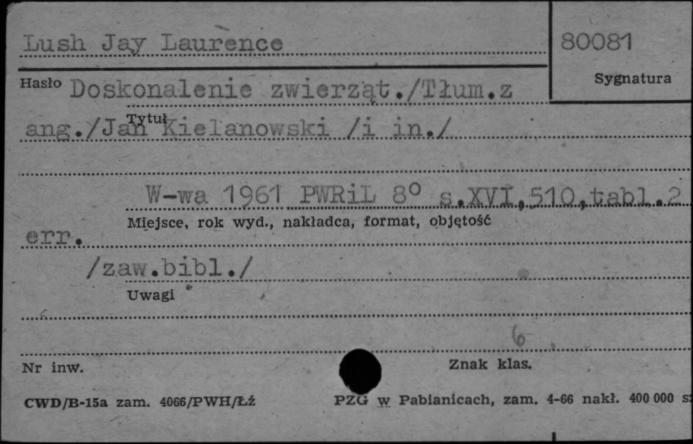 Lush Jay Laurence
80081
Hasło Doskonalenie zwierząt./Tłum.z
Sygnatura
Tytuł
ang./Jan Kielanowski /i in./
W-wa 1961 PWRiL 8° s.XVI,510,tabl.2
Miejsce, rok wyd., nakładca, format, objętość
err.
/zaw.bibl./
Uwagi
6
Nr inw.
Znak klas.
CWD/B-15a zam. 4066/PWH/Łź
PZG w Pabianicach, zam. 4-66 nakł. 400 000